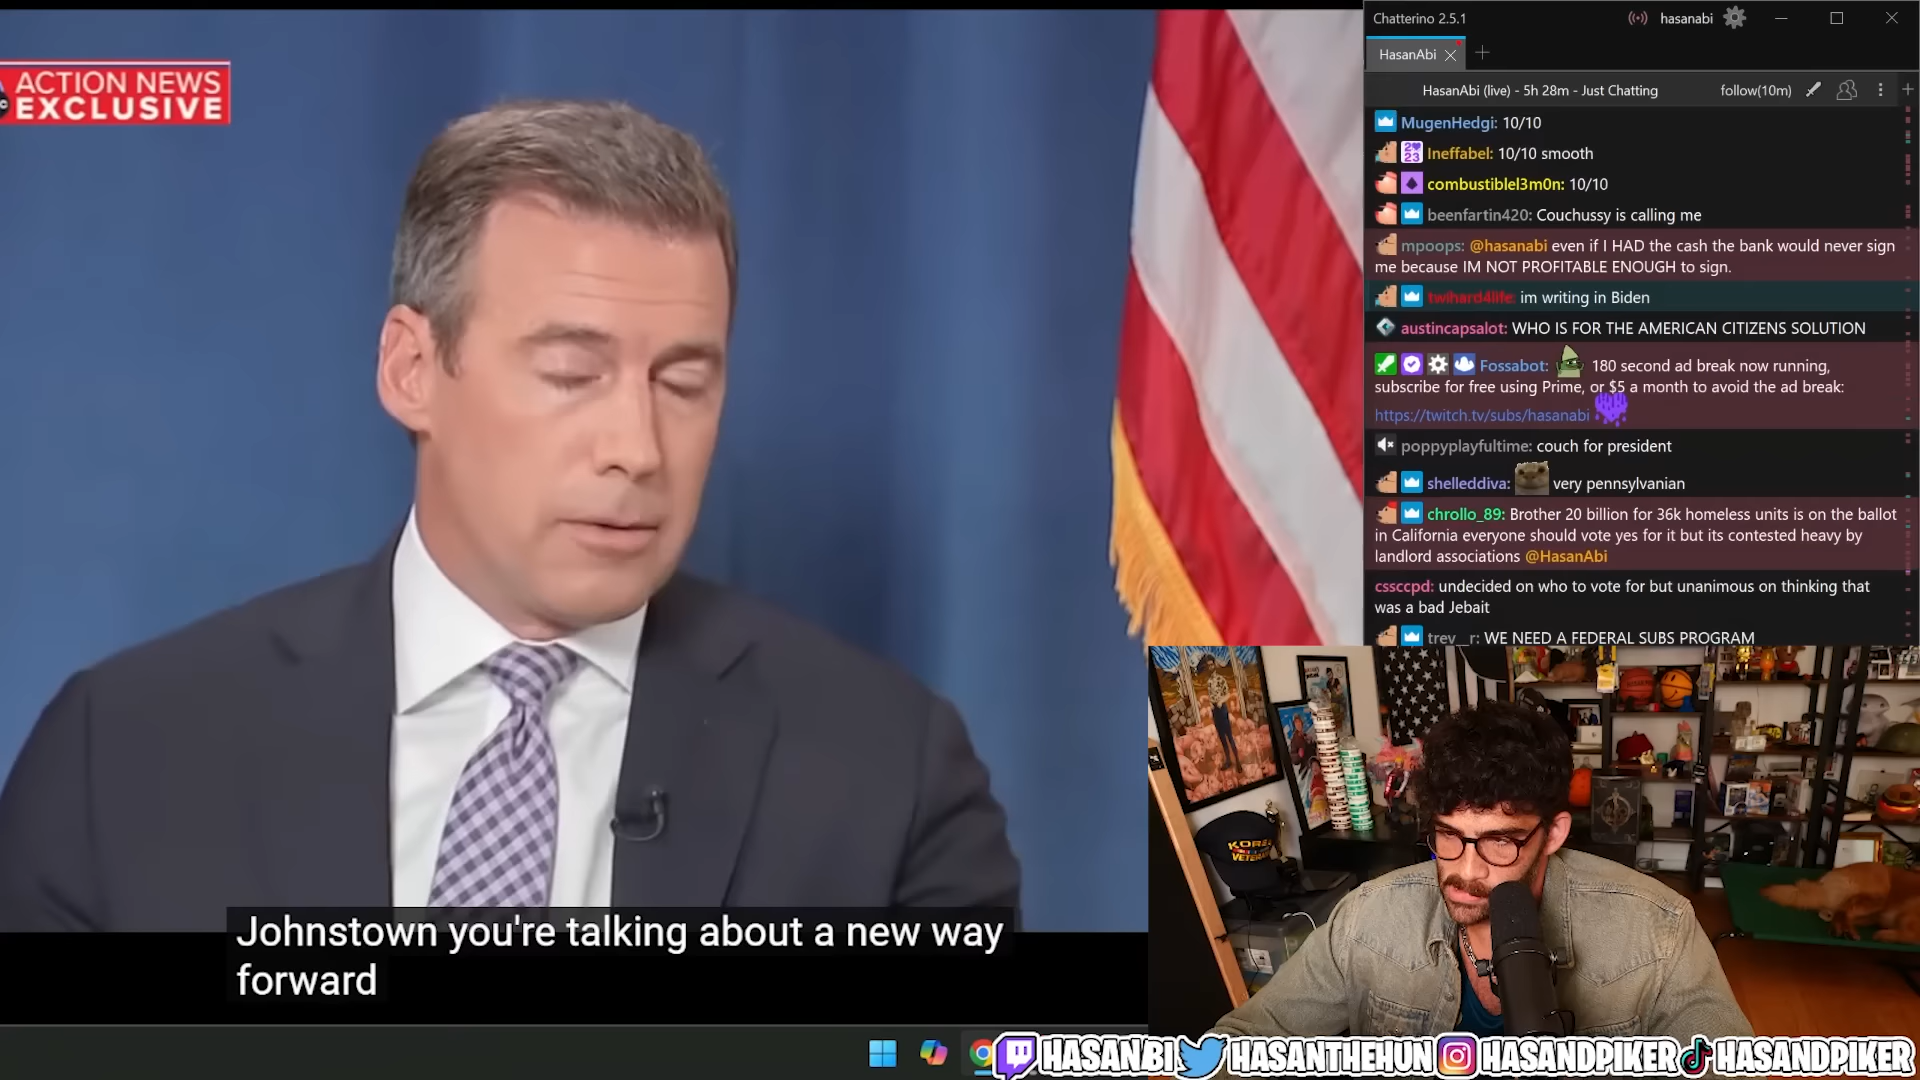 ACTION NEWS
EXCLUSIVE
Johnstown you're talking about a new way
forward
Chatterino 2.5.1
hasanabi
HasanAbi
HasanAbi (live) - 5h 28m - Just Chatting
follow(10m)
MugenHedgi: 10/10
Ineffabel: 10/10 smooth
combustiblel3m0n: 10/10
beenfartin420: Couchussy is calling me
mpoops: @hasanabi even if I HAD the cash the bank would never sign
me because IM NOT PROFITABLE ENOUGH to sign.
twihard4life: im writing in Biden
austincapsalot: WHO IS FOR THE AMERICAN CITIZENS SOLUTION
Fossabot: 180 second ad break now running,
subscribe for free using Prime, or $5 a month to avoid the ad break:
https://twitch.tv/subs/hasanabi
poppyplayfultime: couch for president
shelleddiva: very pennsylvanian
chrollo_89: Brother 20 billion for 36k homeless units is on the ballot
in California everyone should vote yes for it but its contested heavy by
landlord associations @HasanAbi
cssccpd: undecided on who to vote for but unanimous on thinking that
was a bad Jebait
trev__r: WE NEED A FEDERAL SUBS PROGRAM
KOREA
VETERAN
HASANABI HASANTHEHUN HASANDPIKER HASANDPIKER